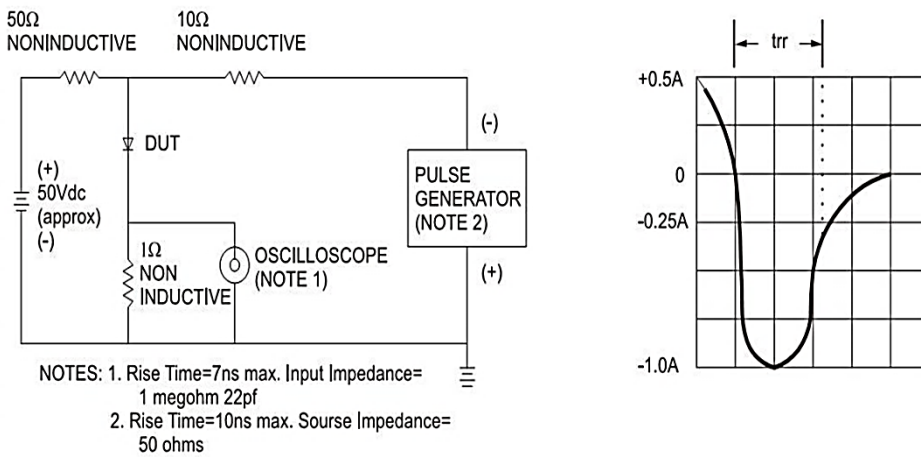 50Ω
NONINDUCTIVE
10Ω
NONINDUCTIVE
DUT
(+)
50Vdc
(approx)
(-)
1Ω
NON
INDUCTIVE
OSCILLOSCOPE
(NOTE 1)
(-)
PULSE
GENERATOR
(NOTE 2)
(+)
NOTES: 1. Rise Time=7ns max. Input Impedance=
1 megohm 22pf
2. Rise Time=10ns max. Sourse Impedance=
50 ohms
trr
+0.5A
0
-0.25A
-1.0A